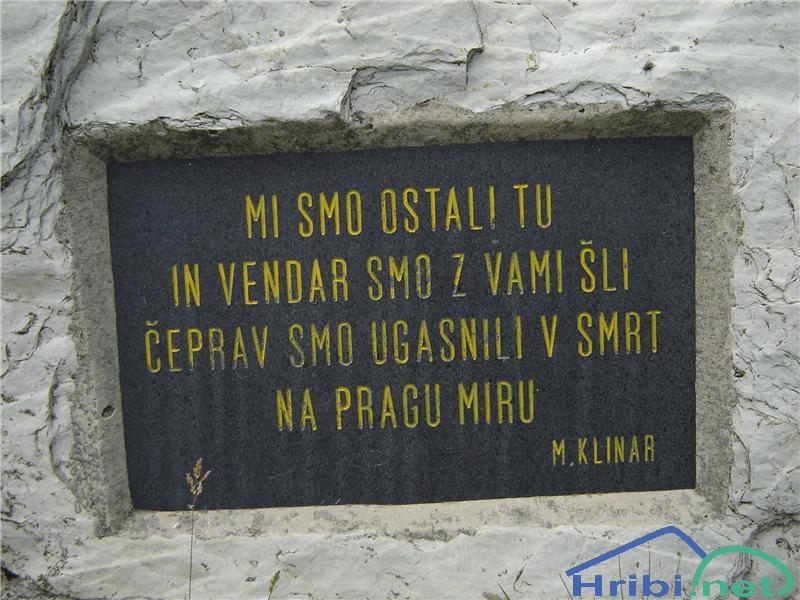 MI SMO OSTALI TU
IN VENDAR SMO Z VAMI ŠLI
ČEPRAV SMO UGASNILI V SMRT
NA PRAGU MIRU
M. KLINAR
Hribi.net